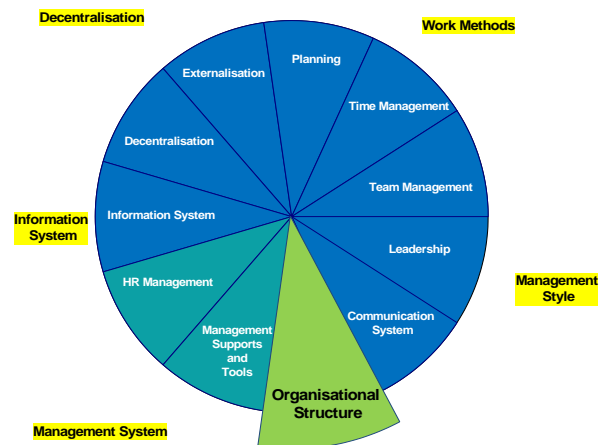 Decentralisation
Work Methods
Planning
Externalisation
Time Management
Decentralisation
Team Management
Information System
Information
System
Leadership
HR Management
Management
Style
Communication
System
Management
Supports
and
Tools
Organisational
Structure
Management System